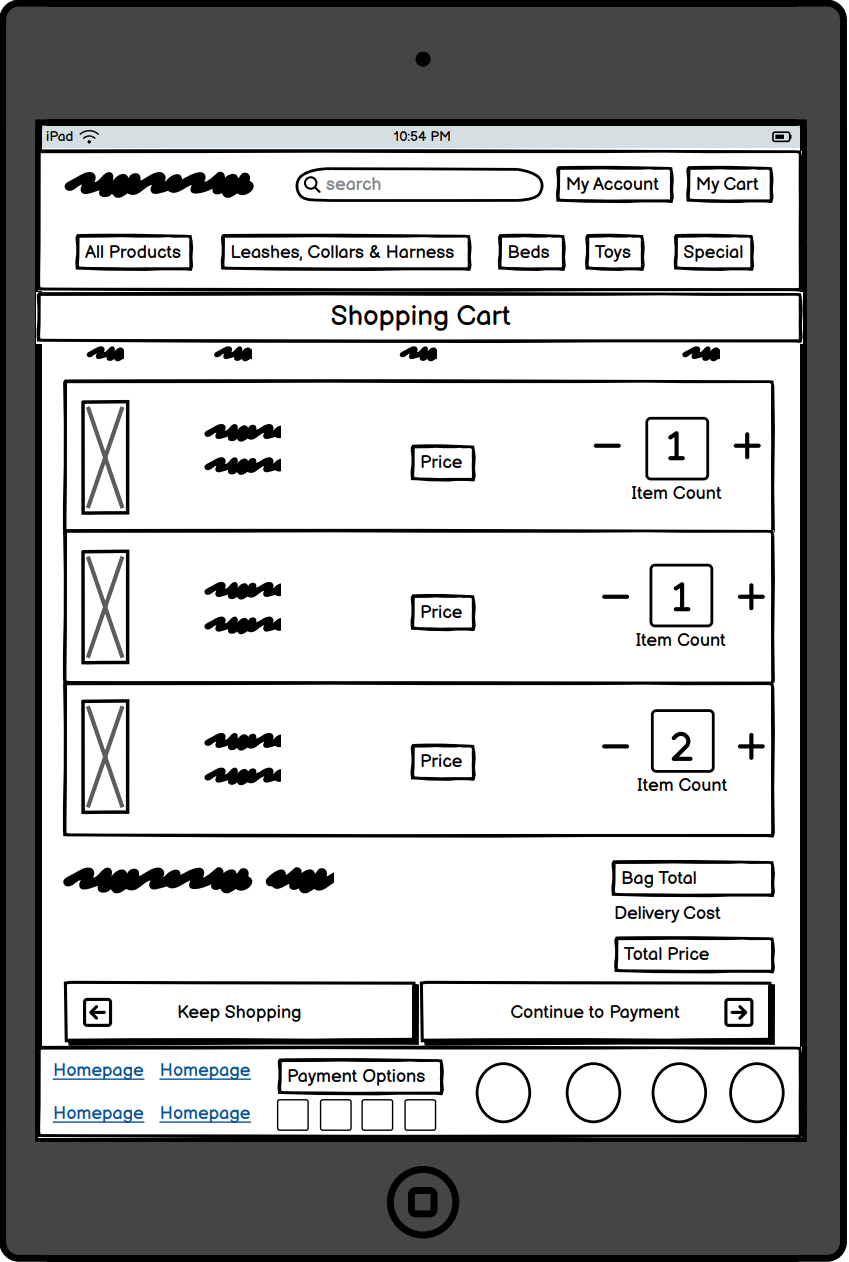 iPad 10:54 PM
search My Account My Cart
All Products Leashes, Collars & Harness Beds Toys Special
Shopping Cart
1
Price
Item Count
1
Price
Item Count
2
Price
Item Count
Bag Total
Delivery Cost
Total Price
Keep Shopping Continue to Payment
Homepage Homepage Payment Options
Homepage Homepage